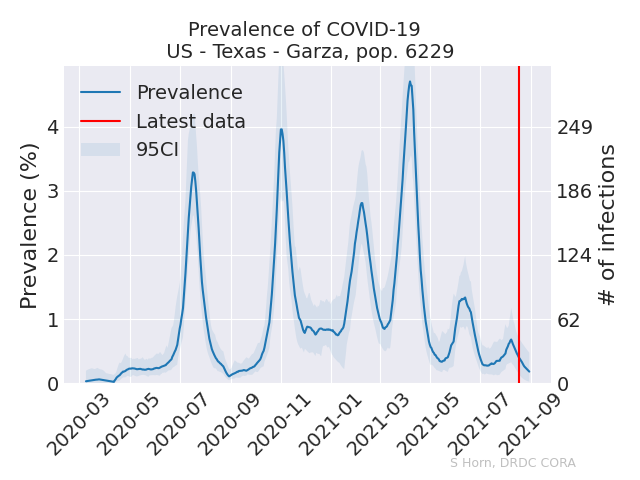 Prevalence of COVID-19
US - Texas - Garza, pop. 6229
Prevalence
Latest data
95CI
Prevalence (%)
4
3
2
1
0
249
186
124
62
0
# of infections
2020-03
2020-05
2020-07
2020-09
2020-11
2021-01
2021-03
2021-05
2021-07
2021-09
S Horn, DRDC CORA